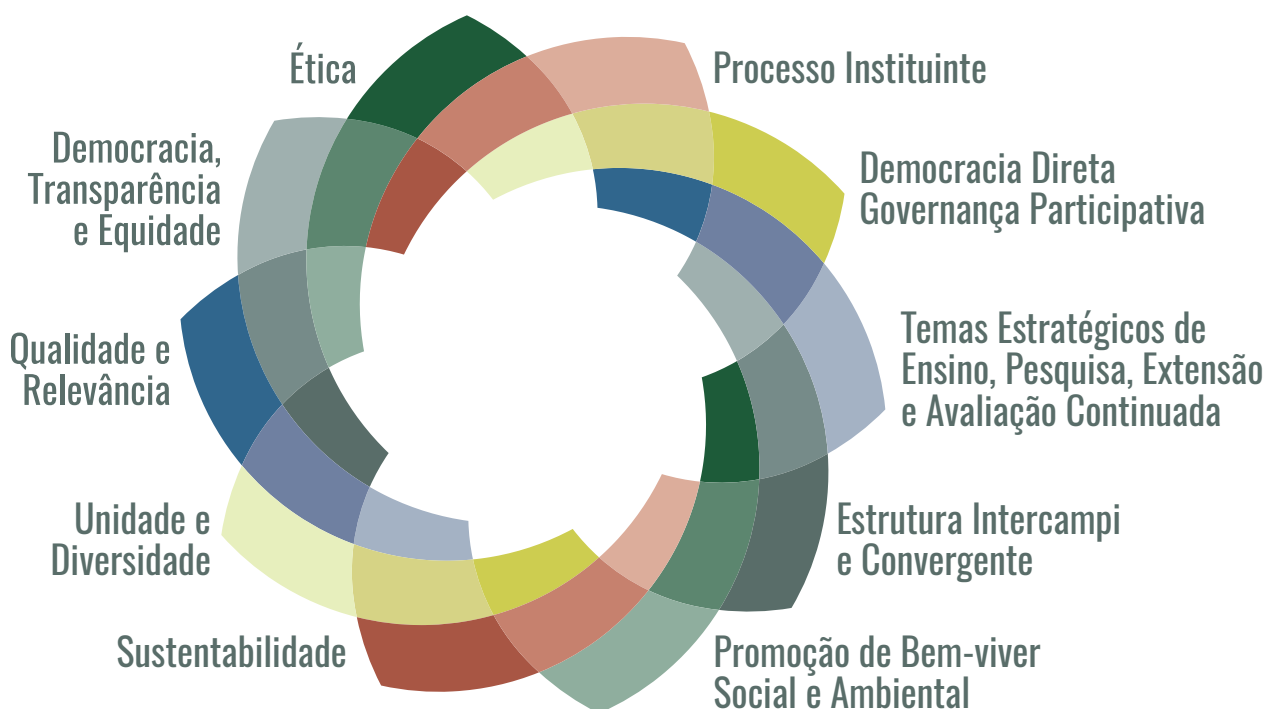 Ética
Processo Instituinte
Democracia,
Transparência
e Equidade
Democracia Direta
Governança Participativa
Qualidade e
Relevância
Temas Estratégicos de
Ensino, Pesquisa, Extensão
e Avaliação Continuada
Unidade e
Diversidade
Estrutura Intercampi
e Convergente
Sustentabilidade
Promoção de Bem-viver
Social e Ambiental